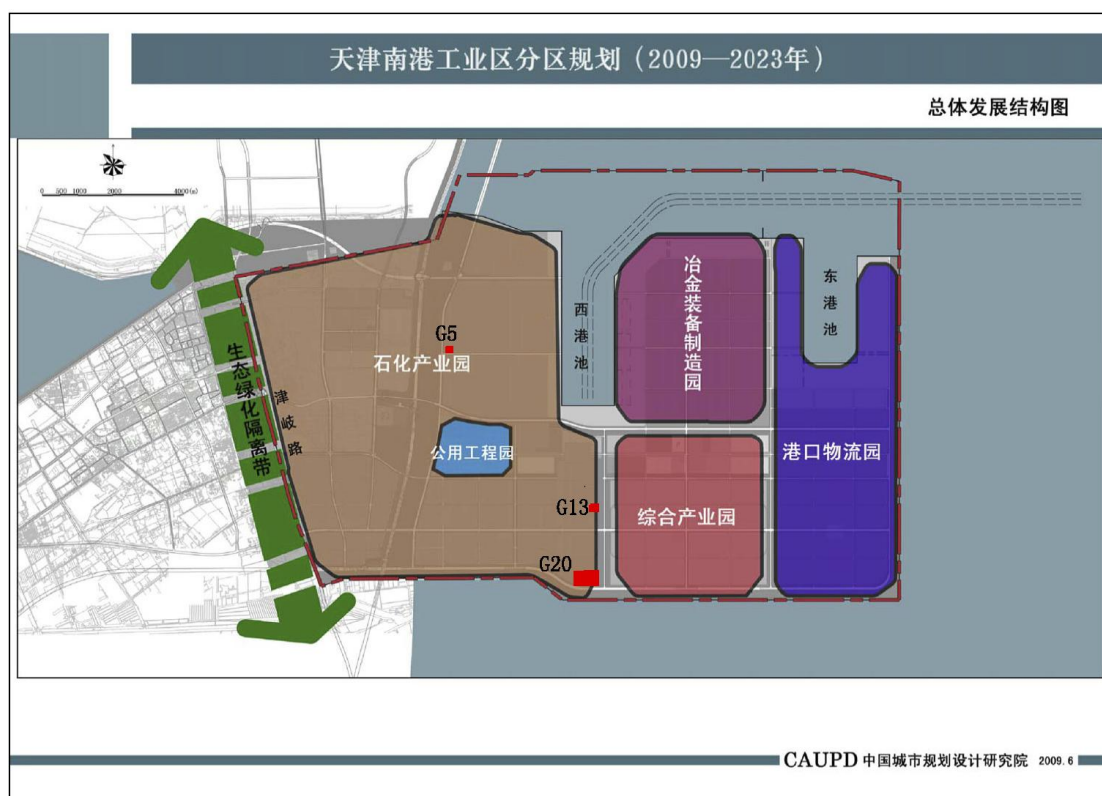 天津南港工业区分区规划（2009—2023年）
总体发展结构图
0 500 1000 2000 4000(m)
生态绿化隔离带
津岐路
G5
石化产业园
公用工程园
西港池
冶金装备制造园
东港池
港口物流园
G13
综合产业园
G20
CAUPD 中国城市规划设计研究院 2009.6